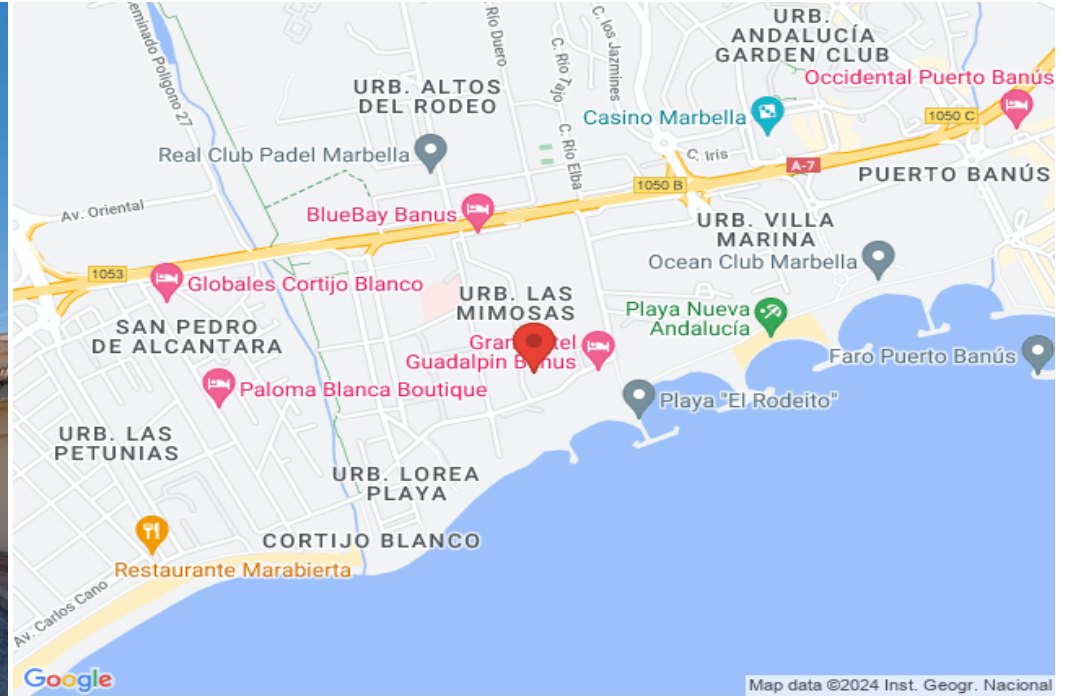 URB.
ANDALUCÍA
GARDEN CLUB
Occidental Puerto Banús
C. Río Duero
C. los Jazmines
eminado Polígono 27
URB. ALTOS
DEL RODEO
C. Río Tajo
Casino Marbella
1050 C
Real Club Padel Marbella
C. Río Elba
C. Iris
A-7
PUERTO BANÚS
1050 B
Av. Oriental
BlueBay Banus
URB. VILLA
MARINA
Ocean Club Marbella
1053
Globales Cortijo Blanco
URB. LAS
MIMOSAS
Playa Nueva
Andalucía
SAN PEDRO
DE ALCANTARA
Guadalpin
Faro Puerto Banús
Paloma Blanca Boutique
Playa "El Rodeito"
URB. LAS
PETUNIAS
URB. LOREA
PLAYA
CORTIJO BLANCO
Restaurante Marabierta
Av. Carlos Cano
Google
Map data ©2024 Inst. Geogr. Nacional